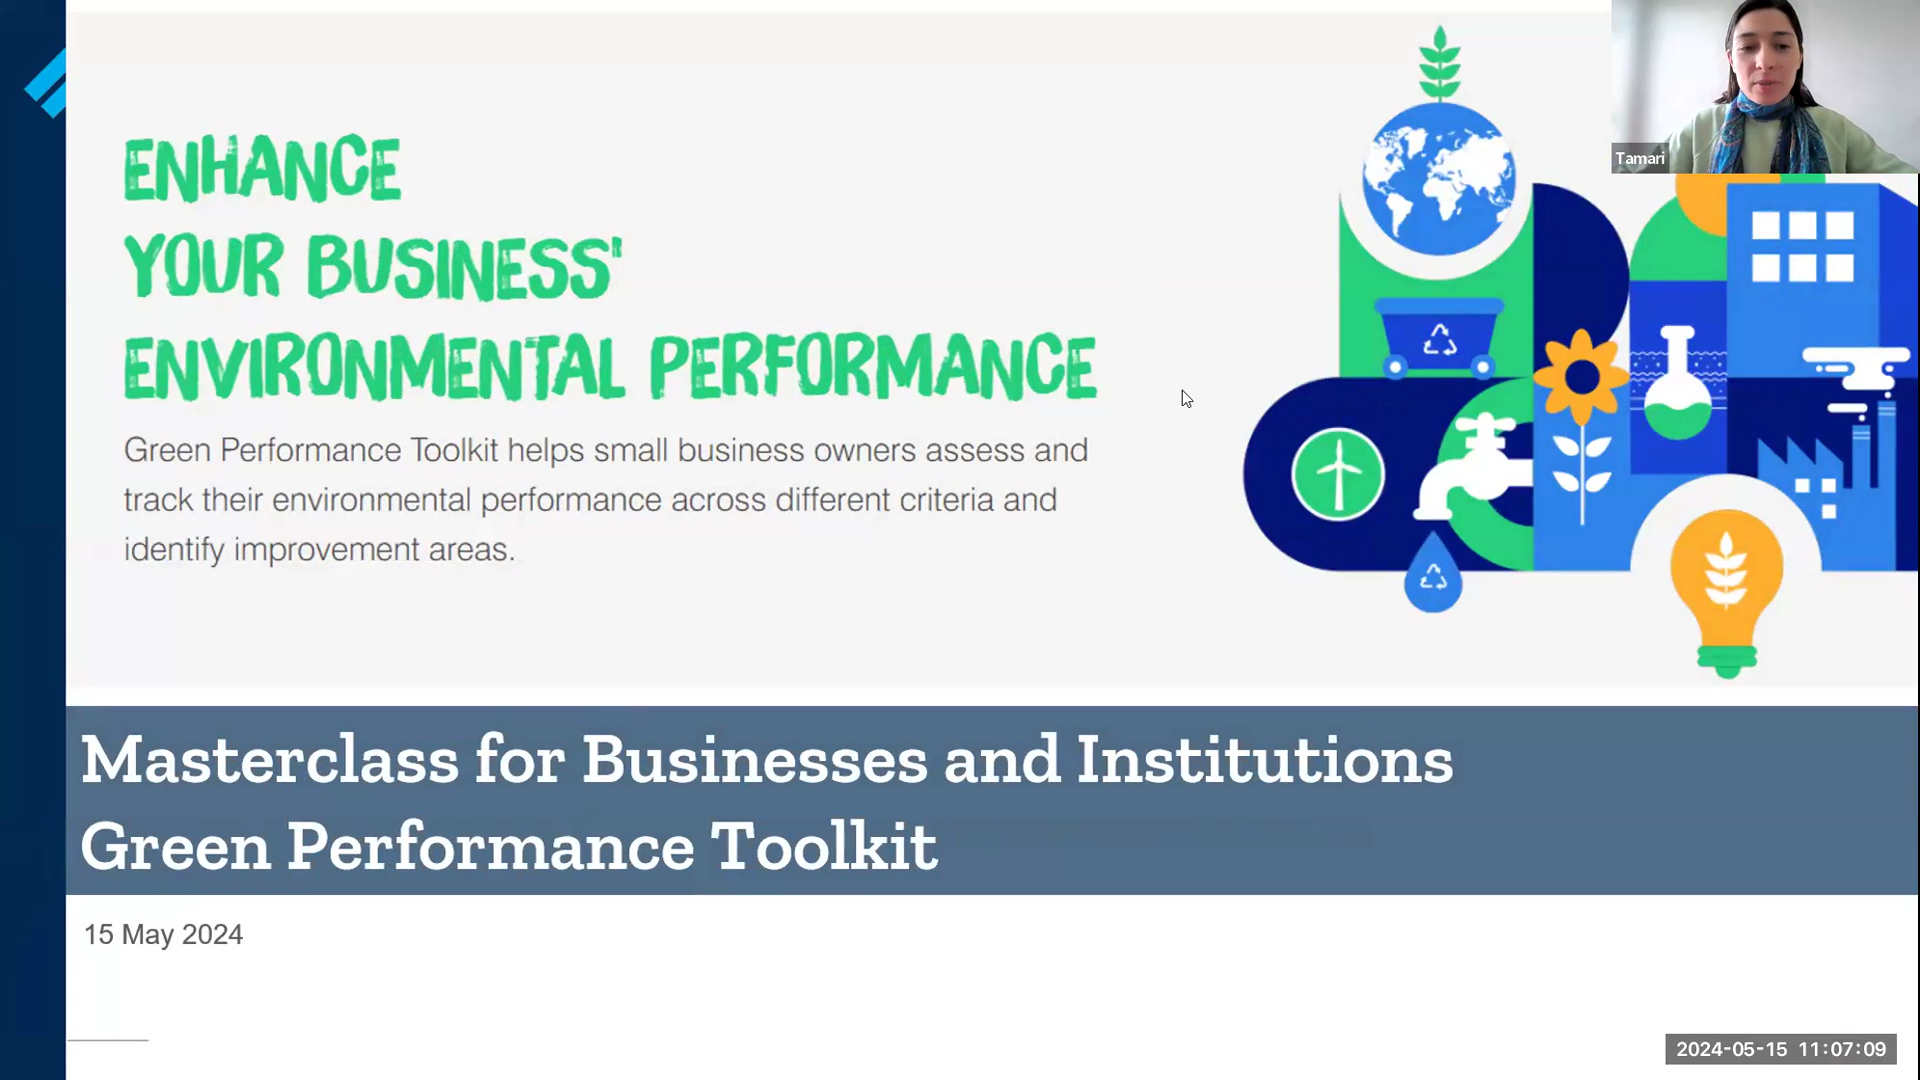 ENHANCE
YOUR BUSINESS'
ENVIRONMENTAL PERFORMANCE
Green Performance Toolkit helps small business owners assess and
track their environmental performance across different criteria and
identify improvement areas.
Tamari
Masterclass for Businesses and Institutions
Green Performance Toolkit
15 May 2024
2024-05-15 11:07:09